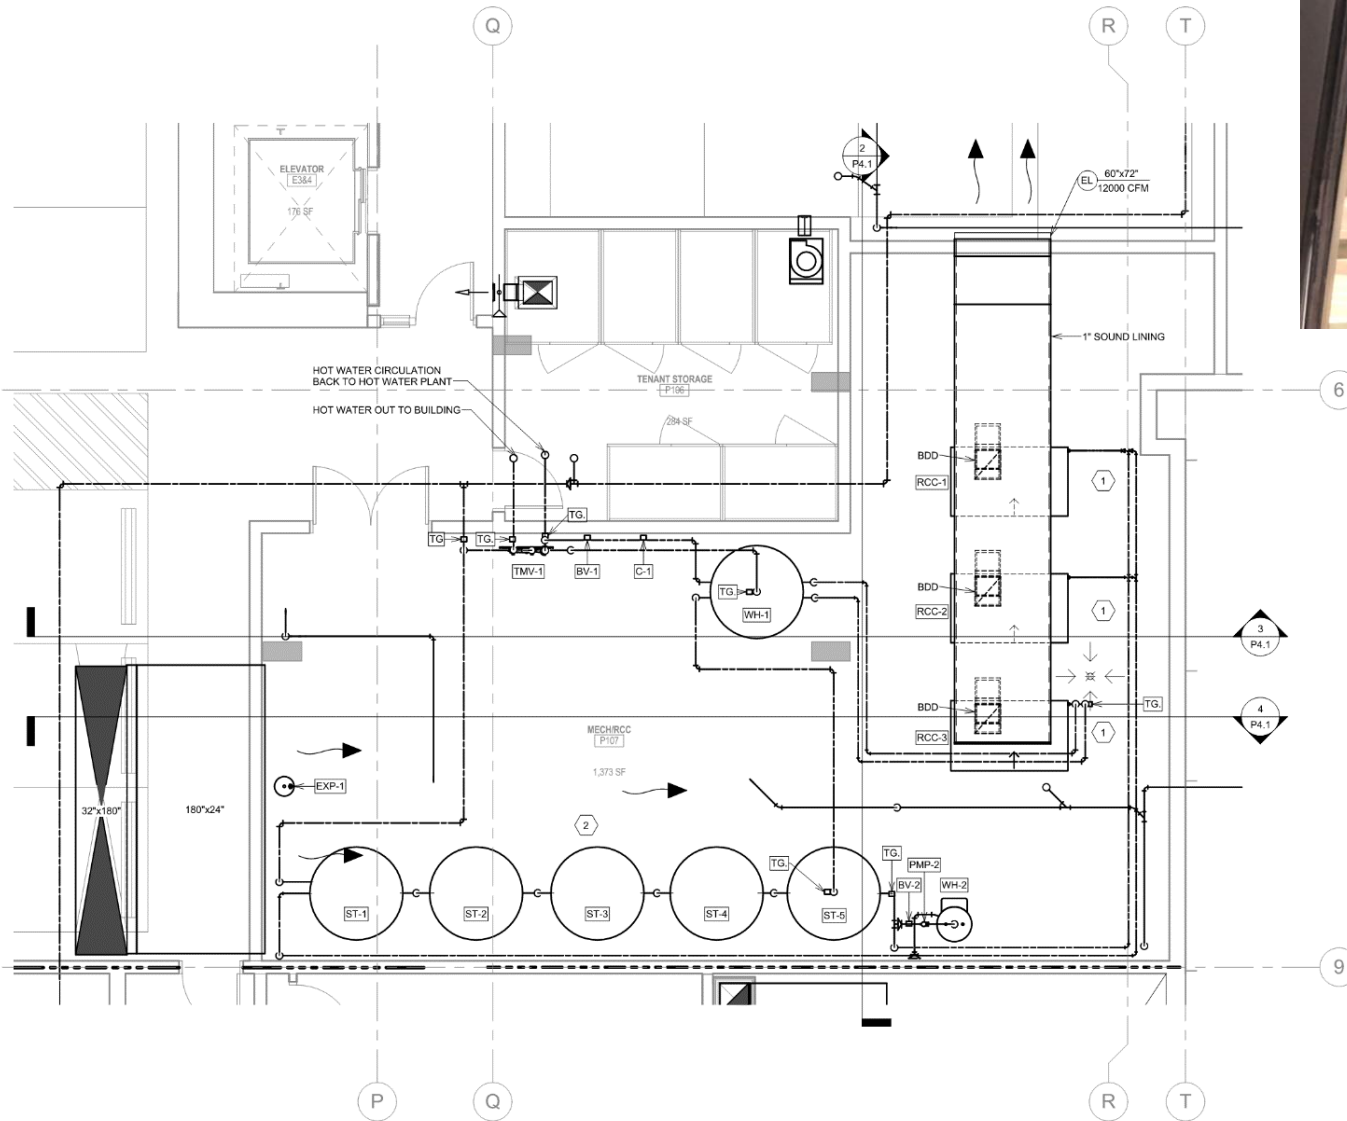 Q
R
T
2
P4.1
ELEVATOR
E3&4
176 SF
EL
60"x72"
12000 CFM
1" SOUND LINING
HOT WATER CIRCULATION
BACK TO HOT WATER PLANT
HOT WATER OUT TO BUILDING
TENANT STORAGE
P106
284 SF
6
BDD
RCC-1
1
TG.
TG
TG.
TMV-1
BV-1
C-1
TG.
WH-1
BDD
RCC-2
1
3
P4.1
BDD
RCC-3
TG.
1
4
P4.1
MECH/RCC
P107
1,373 SF
EXP-1
32"x180"
180"x24"
2
TG.
TG.
PMP-2
BV-2
WH-2
ST-1
ST-2
ST-3
ST-4
ST-5
9
P
Q
R
T